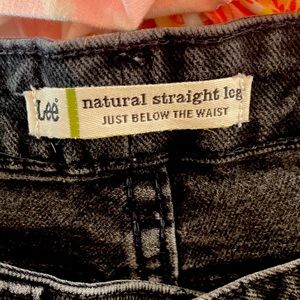 Lee®
natural straight leg
JUST BELOW THE WAIST